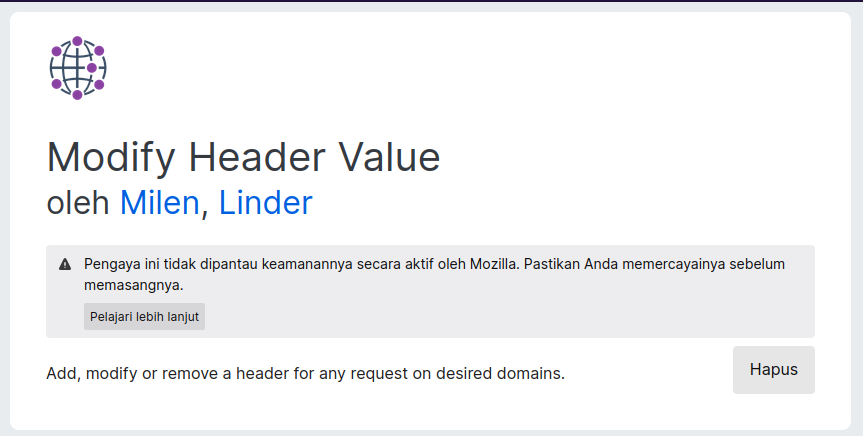 Modify Header Value
oleh Milen, Linder
Pengaya ini tidak dipantau keamanannya secara aktif oleh Mozilla. Pastikan Anda memercayainya sebelum
memasangnya.
Pelajari lebih lanjut
Add, modify or remove a header for any request on desired domains.
Hapus